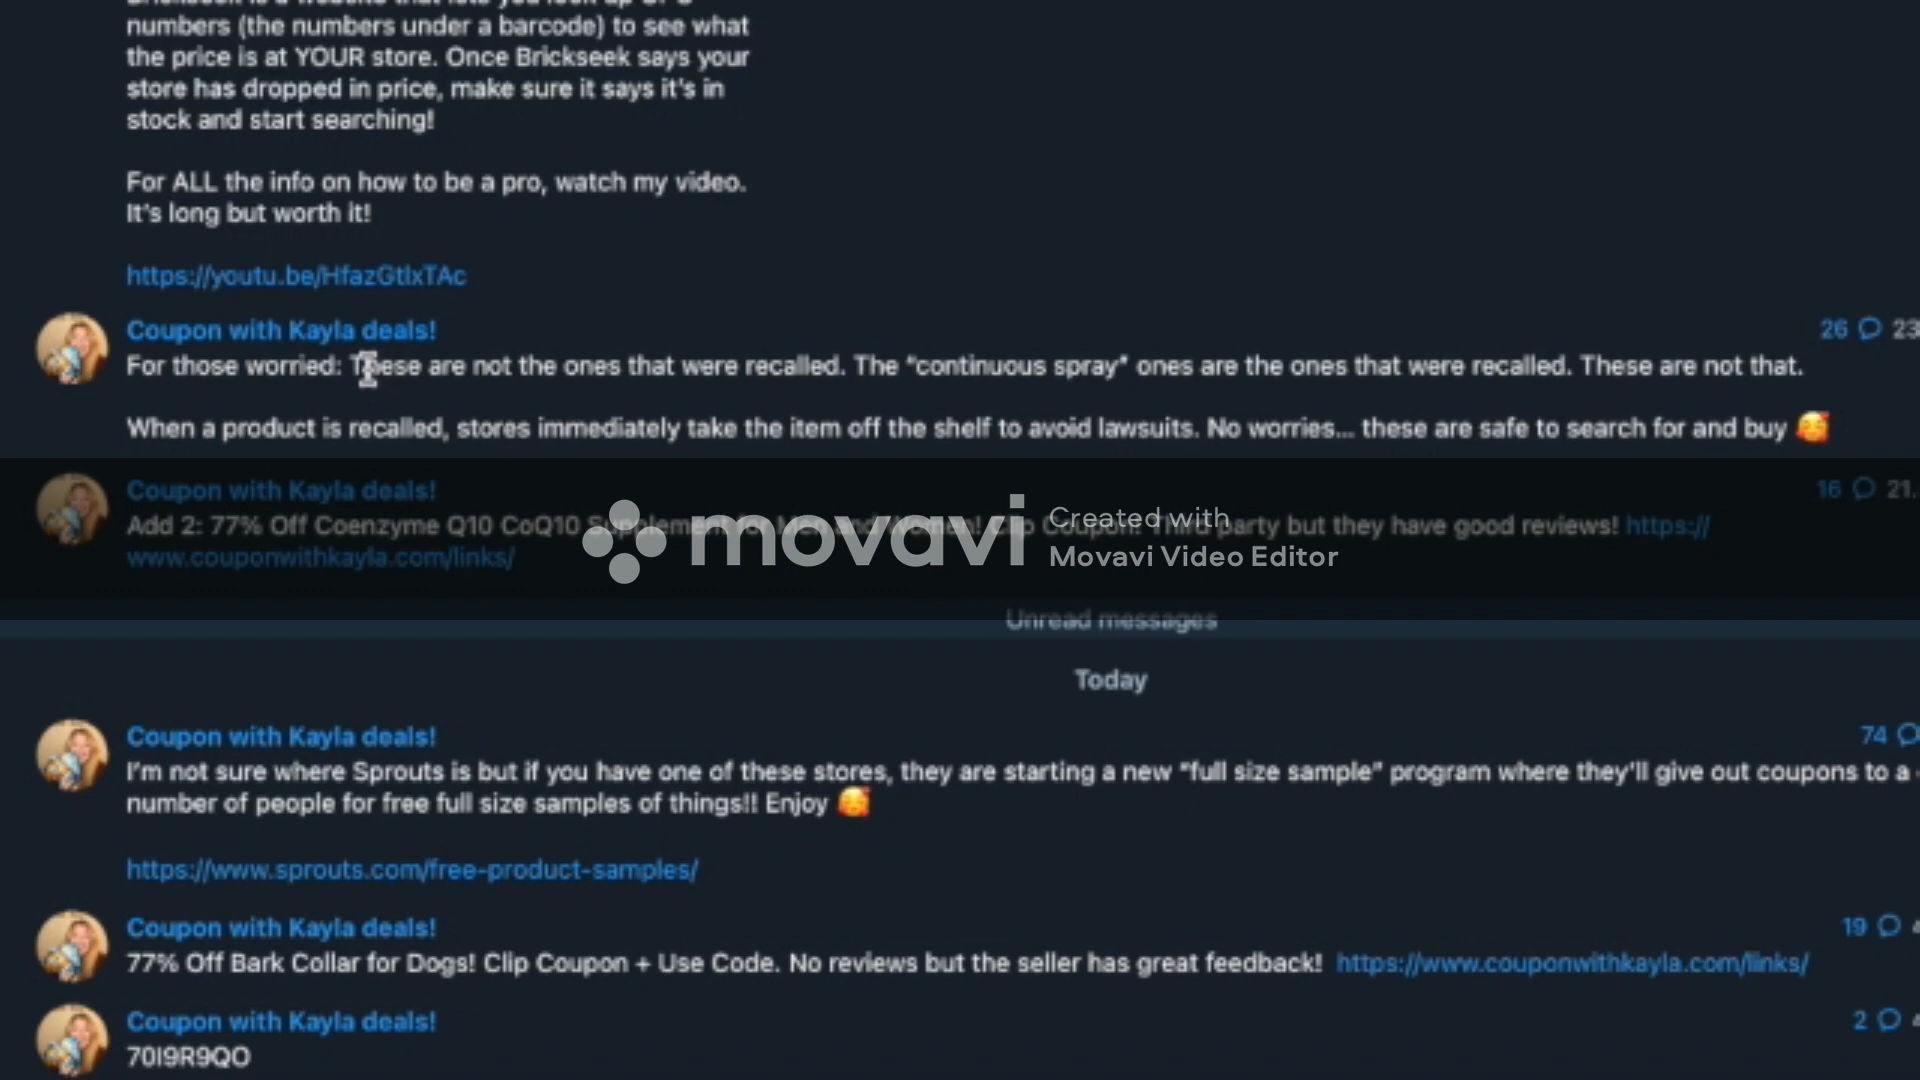 numbers (the numbers under a barcode) to see what
the price is at YOUR store. Once Brickseek says your
store has dropped in price, make sure it says it's in
stock and start searching!
For ALL the info on how to be a pro, watch my video.
It's long but worth it!
https://youtu.be/HfazGtlxTAc
Coupon with Kayla deals!
26 23
For those worried: These are not the ones that were recalled. The "continuous spray" ones are the ones that were recalled. These are not that.
When a product is recalled, stores immediately take the item off the shelf to avoid lawsuits. No worries... these are safe to search for and buy 🥰
Coupon with Kayla deals!
16 21.
Add 2: 77% Off Coenzyme Q10 CoQ10 Supplement for Men and Women! Clip Coupon! Third party but they have good reviews! https://
www.couponwithkayla.com/links/
movavi
Created with
Movavi Video Editor
Unread messages
Today
Coupon with Kayla deals!
74
I'm not sure where Sprouts is but if you have one of these stores, they are starting a new "full size sample" program where they'll give out coupons to a
number of people for free full size samples of things!! Enjoy 🥰
https://www.sprouts.com/free-product-samples/
Coupon with Kayla deals!
19
77% Off Bark Collar for Dogs! Clip Coupon + Use Code. No reviews but the seller has great feedback! https://www.couponwithkayla.com/links/
Coupon with Kayla deals!
2
70I9R9QO